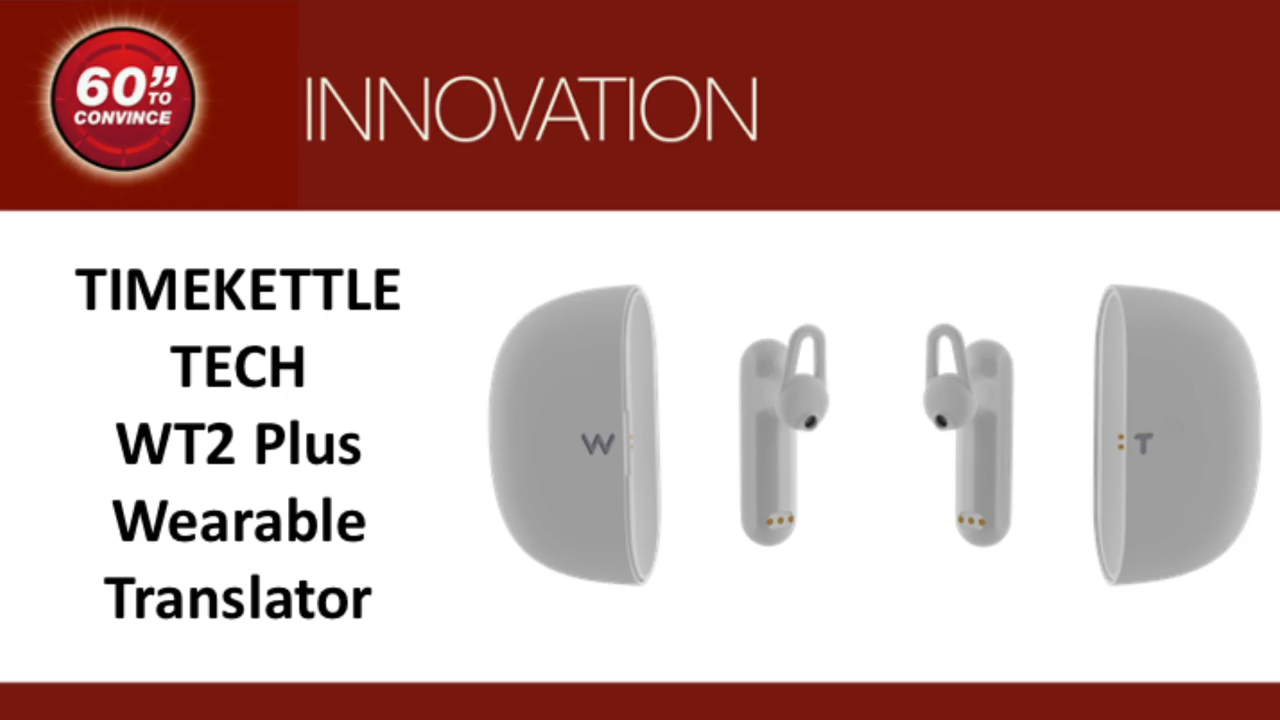 60”
TO
CONVINCE
INNOVATION
TIMEKETTLE
TECH
WT2 Plus
Wearable
Translator
W
T